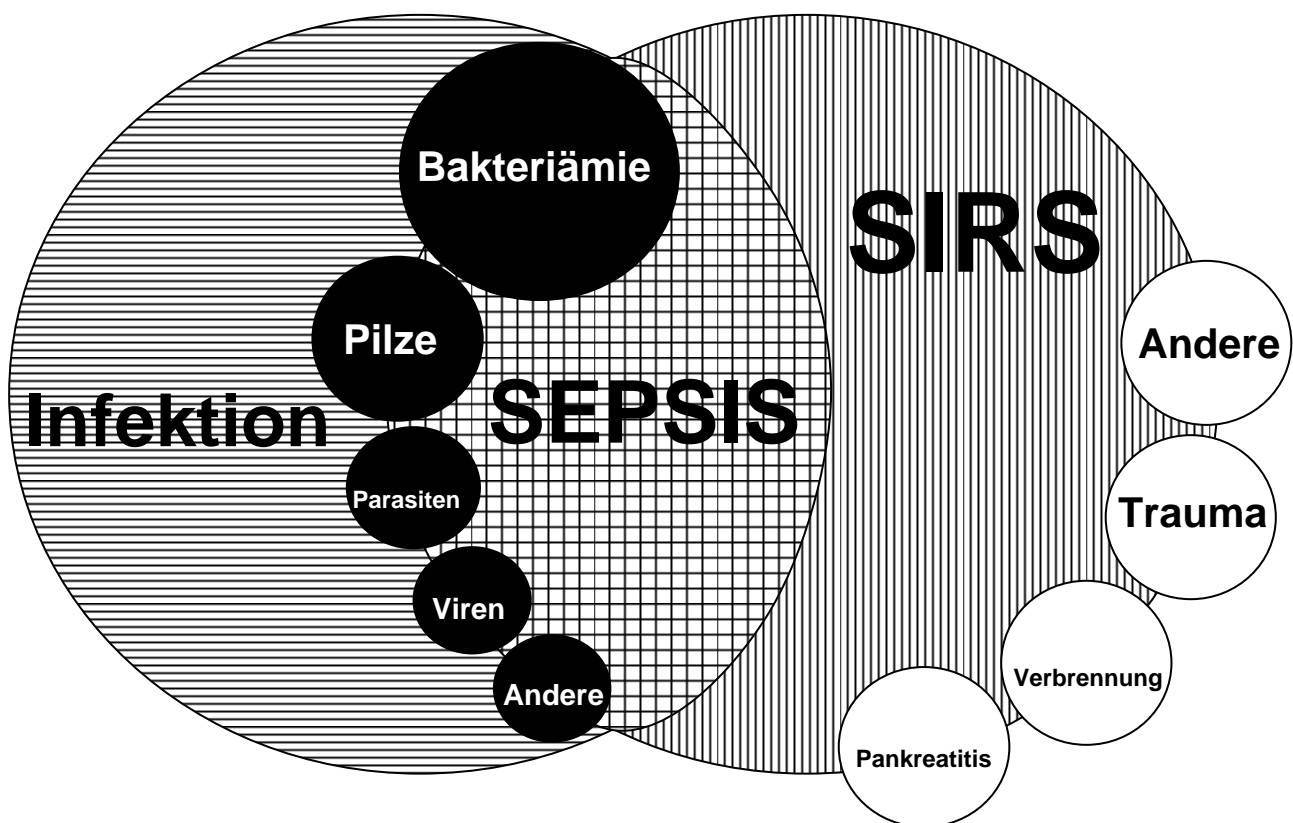 Bakteriämie
SIRS
Pilze
Andere
Infektion
SEPSIS
Parasiten
Trauma
Viren
Verbrennung
Andere
Pankreatitis